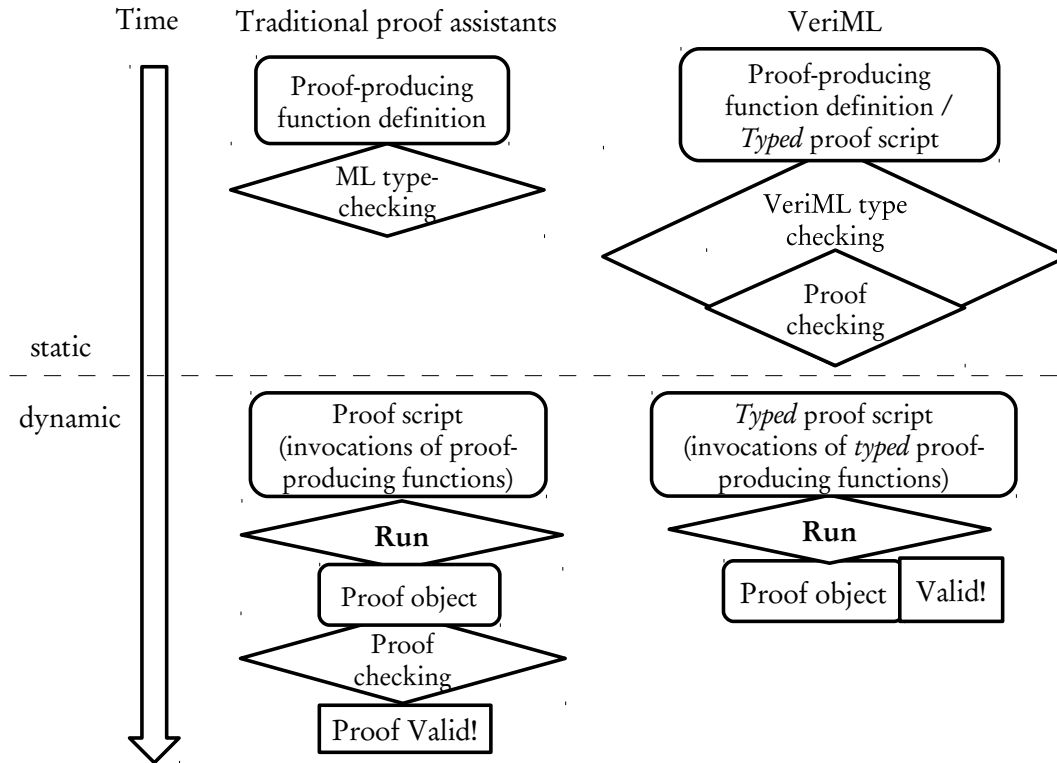 Time
Traditional proof assistants
VeriML
Proof-producing
function definition
ML type-
checking
Proof-producing
function definition /
Typed proof script
VeriML type
checking
Proof
checking
static
dynamic
Proof script
(invocations of proof-
producing functions)
Run
Proof object
Proof
checking
Proof Valid!
Typed proof script
(invocations of typed proof-
producing functions)
Run
Proof object
Valid!